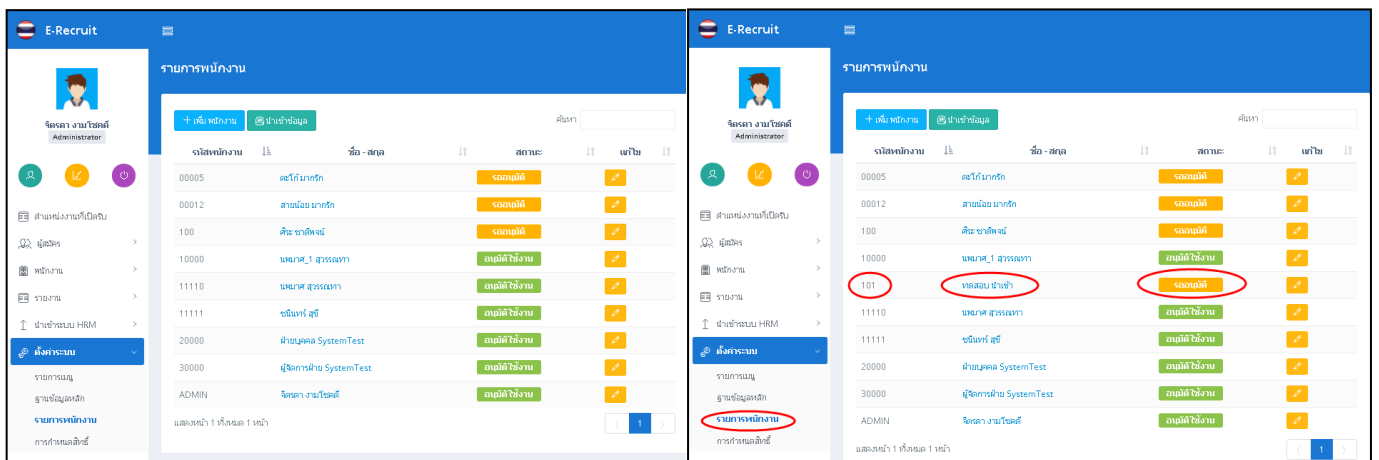 E-Recruit
รายการพนักงาน
จิตรดา งามโชคดี
Administrator
ตำแหน่งงานที่เปิดรับ
ผู้สมัคร
พนักงาน
รายงาน
นำเข้าระบบ HRM
ตั้งค่าระบบ
รายการเมนู
ฐานข้อมูลหลัก
รายการพนักงาน
การกำหนดสิทธิ์
+ เพิ่ม พนักงาน นำเข้าข้อมูล ค้นหา
รหัสพนักงาน ชื่อ - สกุล สถานะ แก้ไข
00005 ตะโก้ มากรัก รออนุมัติ
00012 สายน้อย มากรัก รออนุมัติ
100 ศิระ ชาติพจน์ รออนุมัติ
10000 นพมาศ_1 สุวรรณทา อนุมัติใช้งาน
11110 นพมาศ สุวรรณทา อนุมัติใช้งาน
11111 ชนินทร์ สุขี อนุมัติใช้งาน
20000 ฝ่ายบุคคล SystemTest อนุมัติใช้งาน
30000 ผู้จัดการฝ่าย SystemTest อนุมัติใช้งาน
ADMIN จิตรดา งามโชคดี อนุมัติใช้งาน
แสดงหน้า 1 ทั้งหมด 1 หน้า 1
E-Recruit
รายการพนักงาน
จิตรดา งามโชคดี
Administrator
ตำแหน่งงานที่เปิดรับ
ผู้สมัคร
พนักงาน
รายงาน
นำเข้าระบบ HRM
ตั้งค่าระบบ
รายการเมนู
ฐานข้อมูลหลัก
รายการพนักงาน
การกำหนดสิทธิ์
+ เพิ่ม พนักงาน นำเข้าข้อมูล ค้นหา
รหัสพนักงาน ชื่อ - สกุล สถานะ แก้ไข
00005 ตะโก้ มากรัก รออนุมัติ
00012 สายน้อย มากรัก รออนุมัติ
100 ศิระ ชาติพจน์ รออนุมัติ
10000 นพมาศ_1 สุวรรณทา อนุมัติใช้งาน
101 ทดสอบ นำเข้า รออนุมัติ
11110 นพมาศ สุวรรณทา อนุมัติใช้งาน
11111 ชนินทร์ สุขี อนุมัติใช้งาน
20000 ฝ่ายบุคคล SystemTest อนุมัติใช้งาน
30000 ผู้จัดการฝ่าย SystemTest อนุมัติใช้งาน
ADMIN จิตรดา งามโชคดี อนุมัติใช้งาน
แสดงหน้า 1 ทั้งหมด 1 หน้า 1